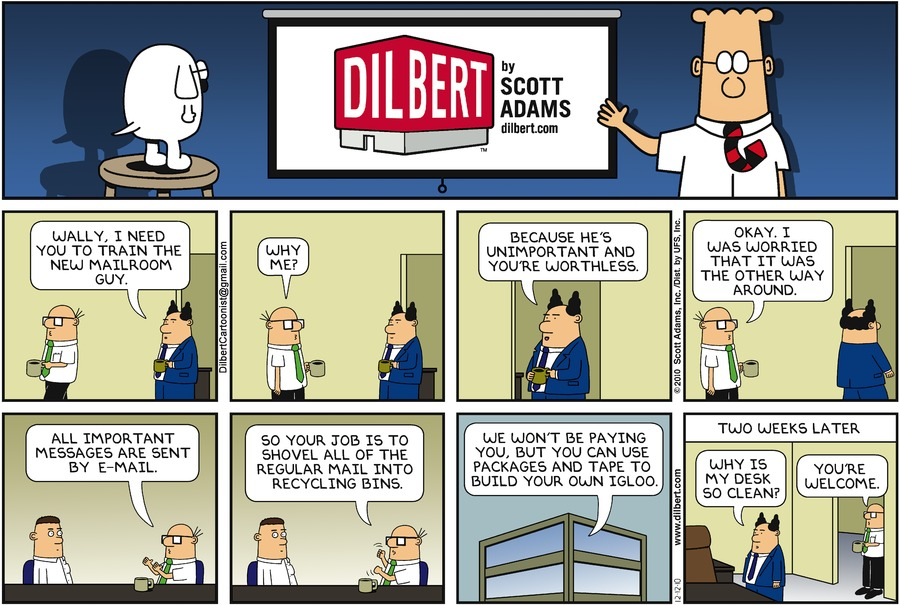 DILBERT
TM
by
SCOTT
ADAMS
dilbert.com
WALLY, I NEED
YOU TO TRAIN THE
NEW MAILROOM
GUY.
DilbertCartoonist@gmail.com
WHY
ME?
BECAUSE HE'S
UNIMPORTANT AND
YOU'RE WORTHLESS.
©2010 Scott Adams, Inc./Dist. by UFS, Inc.
OKAY. I
WAS WORRIED
THAT IT WAS
THE OTHER WAY
AROUND.
ALL IMPORTANT
MESSAGES ARE SENT
BY E-MAIL.
SO YOUR JOB IS TO
SHOVEL ALL OF THE
REGULAR MAIL INTO
RECYCLING BINS.
WE WON'T BE PAYING
YOU, BUT YOU CAN USE
PACKAGES AND TAPE TO
BUILD YOUR OWN IGLOO.
www.dilbert.com
12-12-10
TWO WEEKS LATER
WHY IS
MY DESK
SO CLEAN?
YOU'RE
WELCOME.